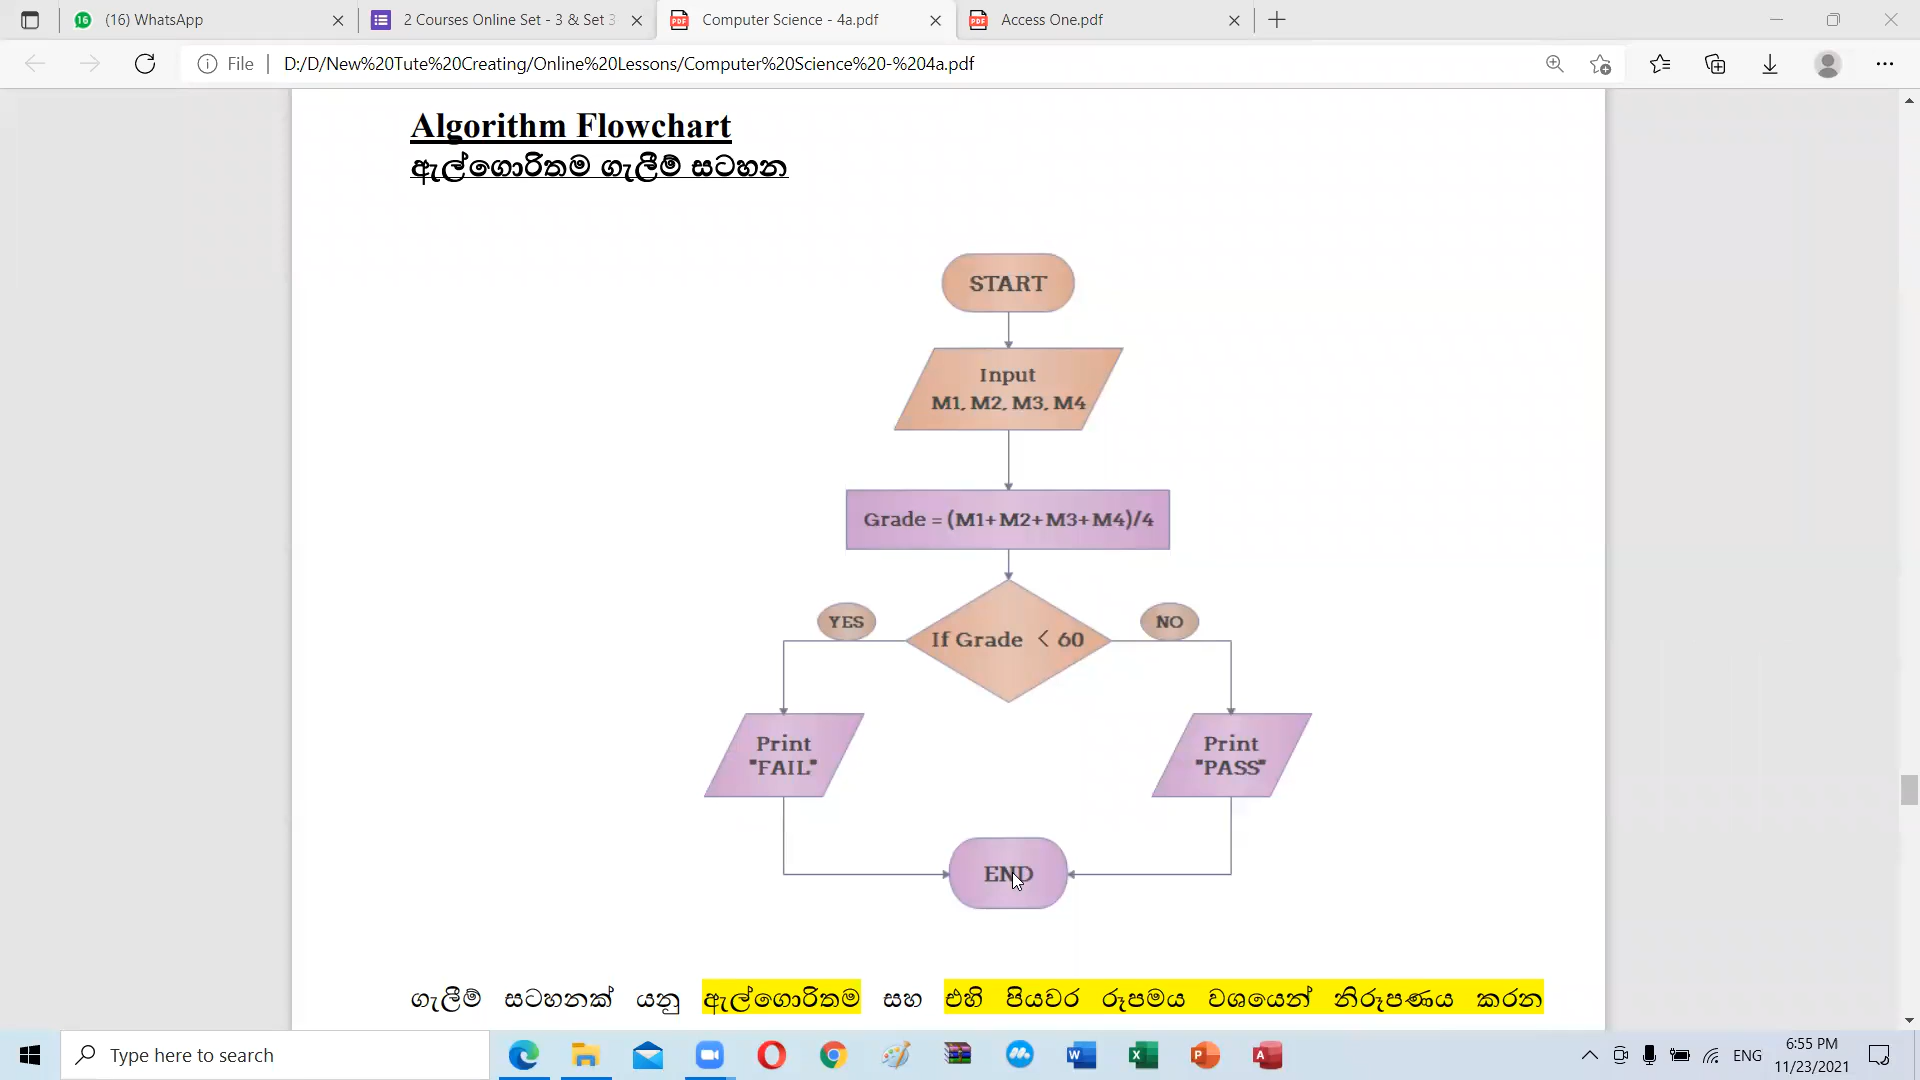 (16) WhatsApp
2 Courses Online Set - 3 & Set 3
Computer Science - 4a.pdf
Access One.pdf
File
D:/D/New%20Tute%20Creating/Online%20Lessons/Computer%20Science%20-%204a.pdf
Algorithm Flowchart
ඇල්ගොරිතම ගැලීම් සටහන
START
Input
M1, M2, M3, M4
Grade = (M1+M2+M3+M4)/4
YES
If Grade < 60
NO
Print
"FAIL"
Print
"PASS"
END
ගැලීම් සටහනක් යනු ඇල්ගොරිතම සහ එහි පියවර රූපමය වශයෙන් නිරූපණය කරන
Type here to search
ENG
6:55 PM
11/23/2021